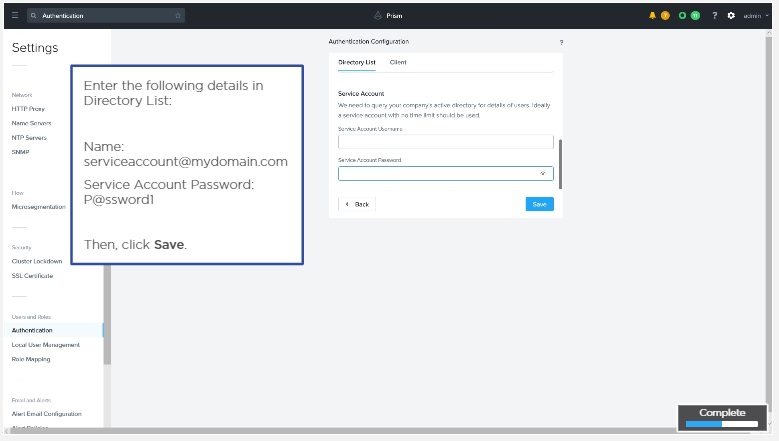 Authentication
Prism
?
admin
Settings
Network
HTTP Proxy
Name Servers
NTP Servers
SNMP
Flow
Microsegmentation
Security
Cluster Lockdown
SSL Certificate
Users and Roles
Authentication
Local User Management
Role Mapping
Email and Alerts
Alert Email Configuration
Alert Policies
Enter the following details in
Directory List:
Name:
serviceaccount@mydomain.com
Service Account Password:
P@ssword1
Then, click Save.
Authentication Configuration
?
Directory List Client
Service Account
We need to query your company's active directory for details of users. Ideally
a service account with no time limit should be used.
Service Account Username
Service Account Password
Back
Save
Complete